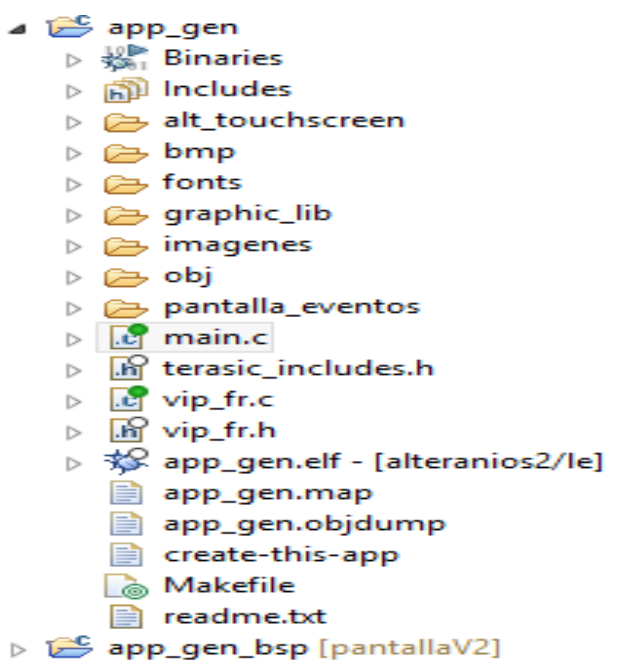 app_gen
Binaries
Includes
alt_touchscreen
bmp
fonts
graphic_lib
imagenes
obj
pantalla_eventos
main.c
terasic_includes.h
vip_fr.c
vip_fr.h
app_gen.elf - [alteranios2/le]
app_gen.map
app_gen.objdump
create-this-app
Makefile
readme.txt
app_gen_bsp [pantallaV2]